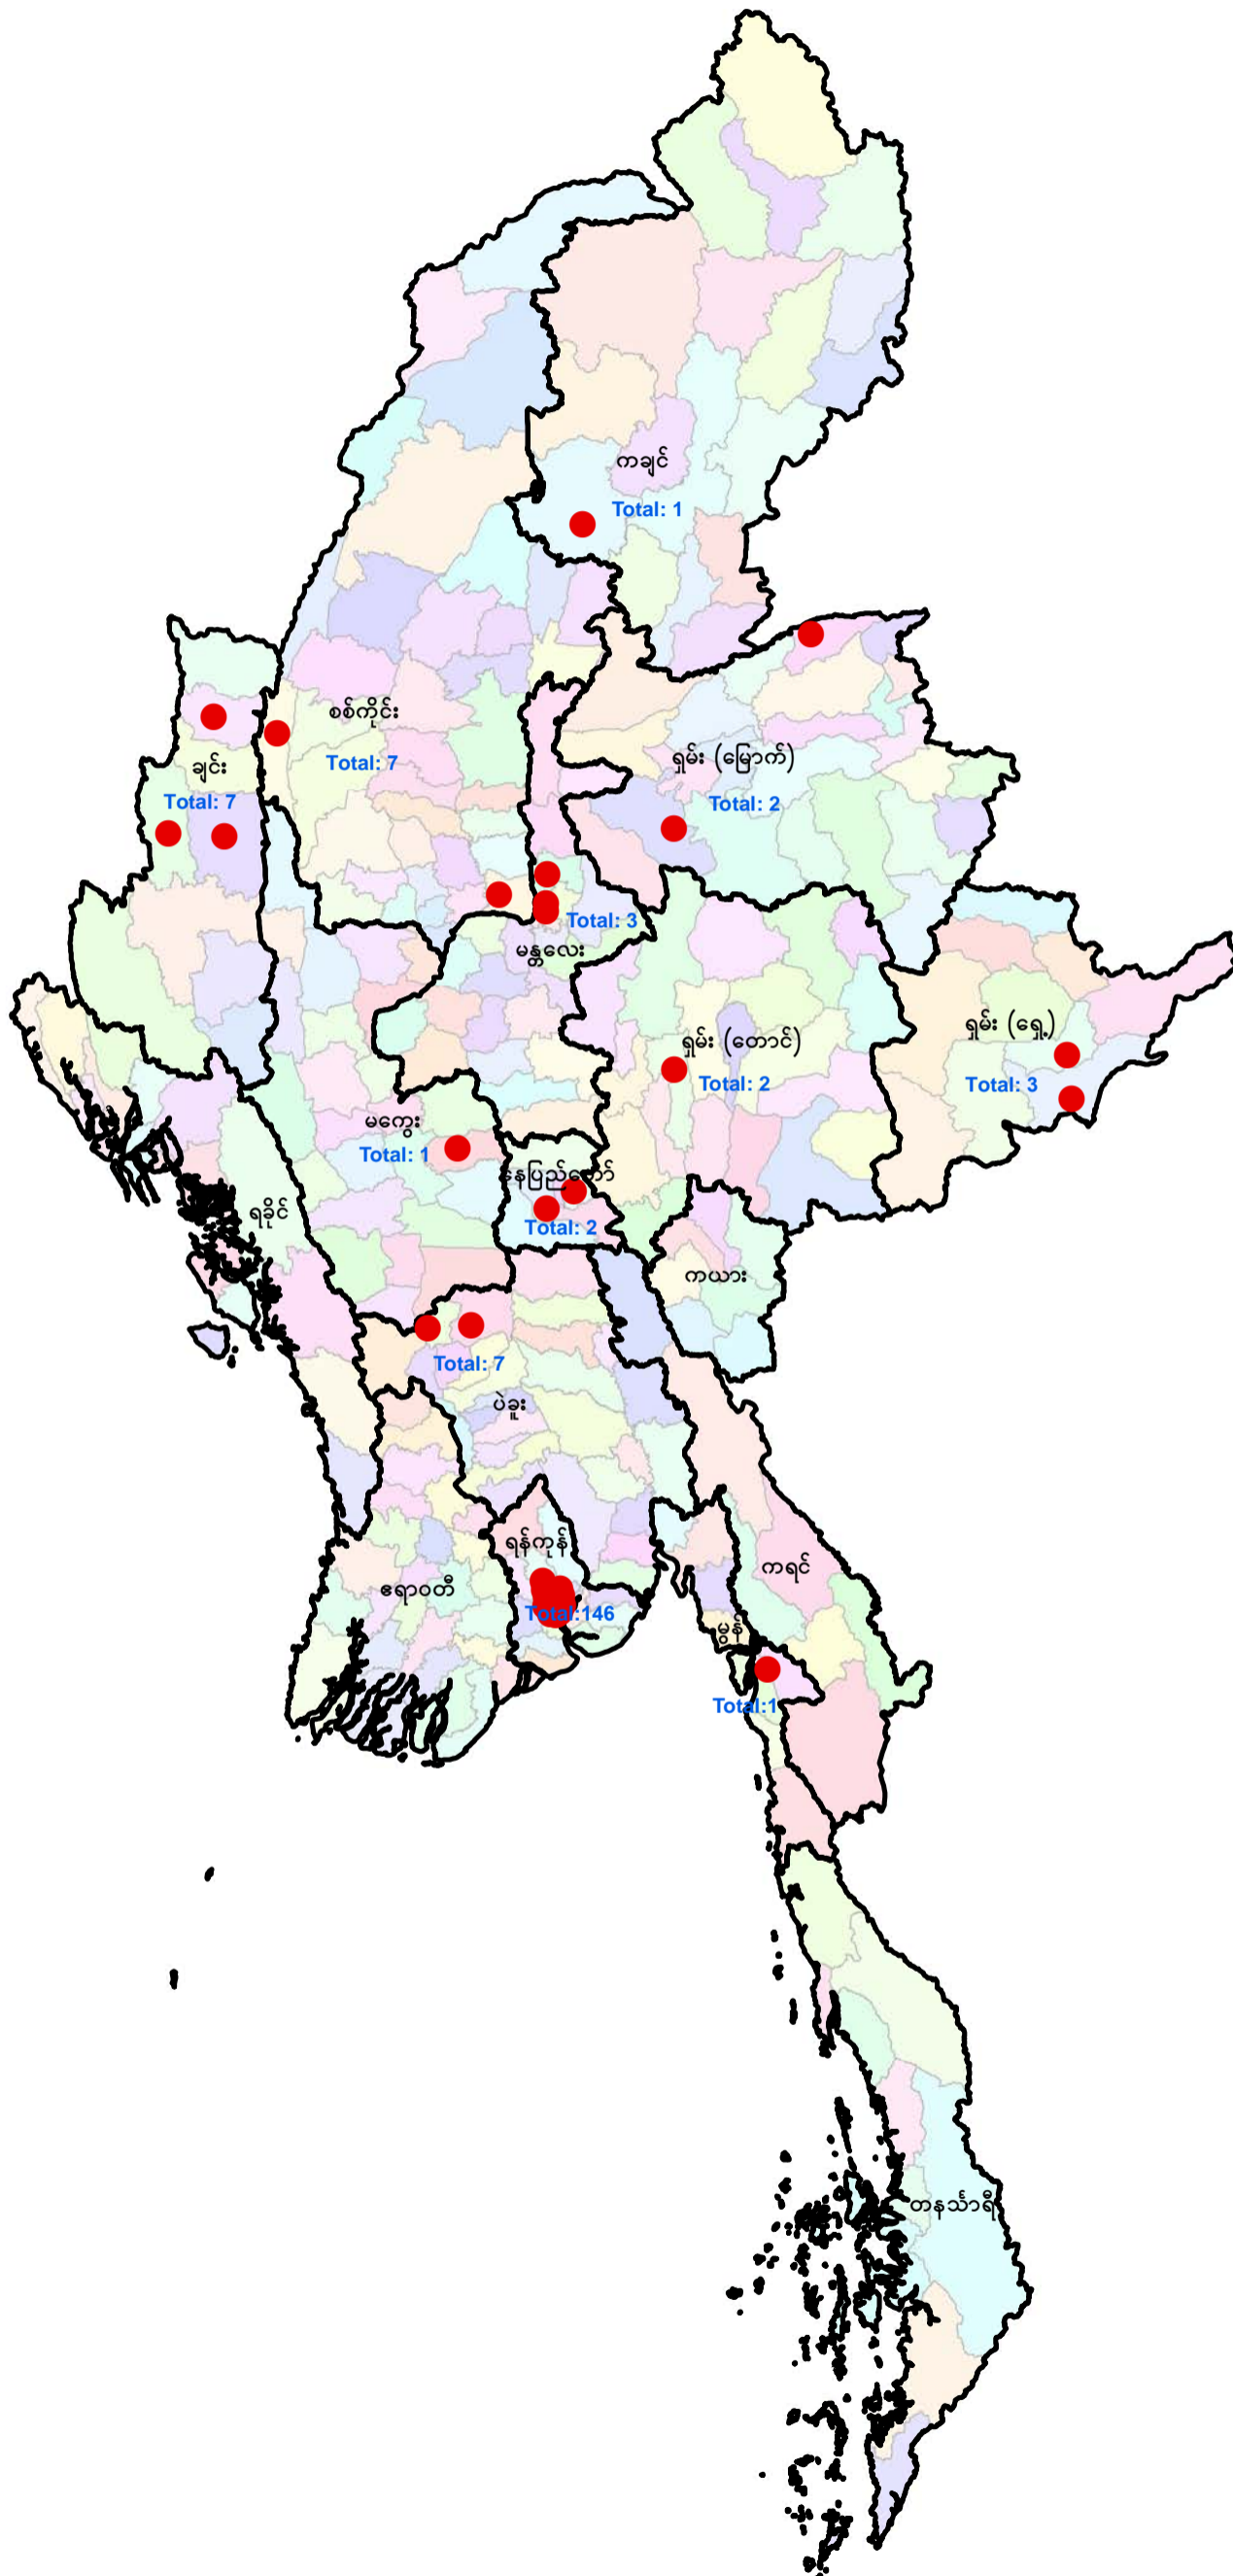 ကချင်
Total: 1
စစ်ကိုင်း
Total: 7
ချင်း
Total: 7
ရှမ်း (မြောက်)
Total: 2
Total: 3
မန္တလေး
ရှမ်း (ရှေ့)
Total: 3
ရှမ်း (တောင်)
Total: 2
မကွေး
Total: 1
နေပြည်တော်
Total: 2
ရခိုင်
ကယား
Total: 7
ပဲခူး
ရန်ကုန်
Total:146
ဧရာဝတီ
ကရင်
မွန်
Total:1
တနင်္သာရီ